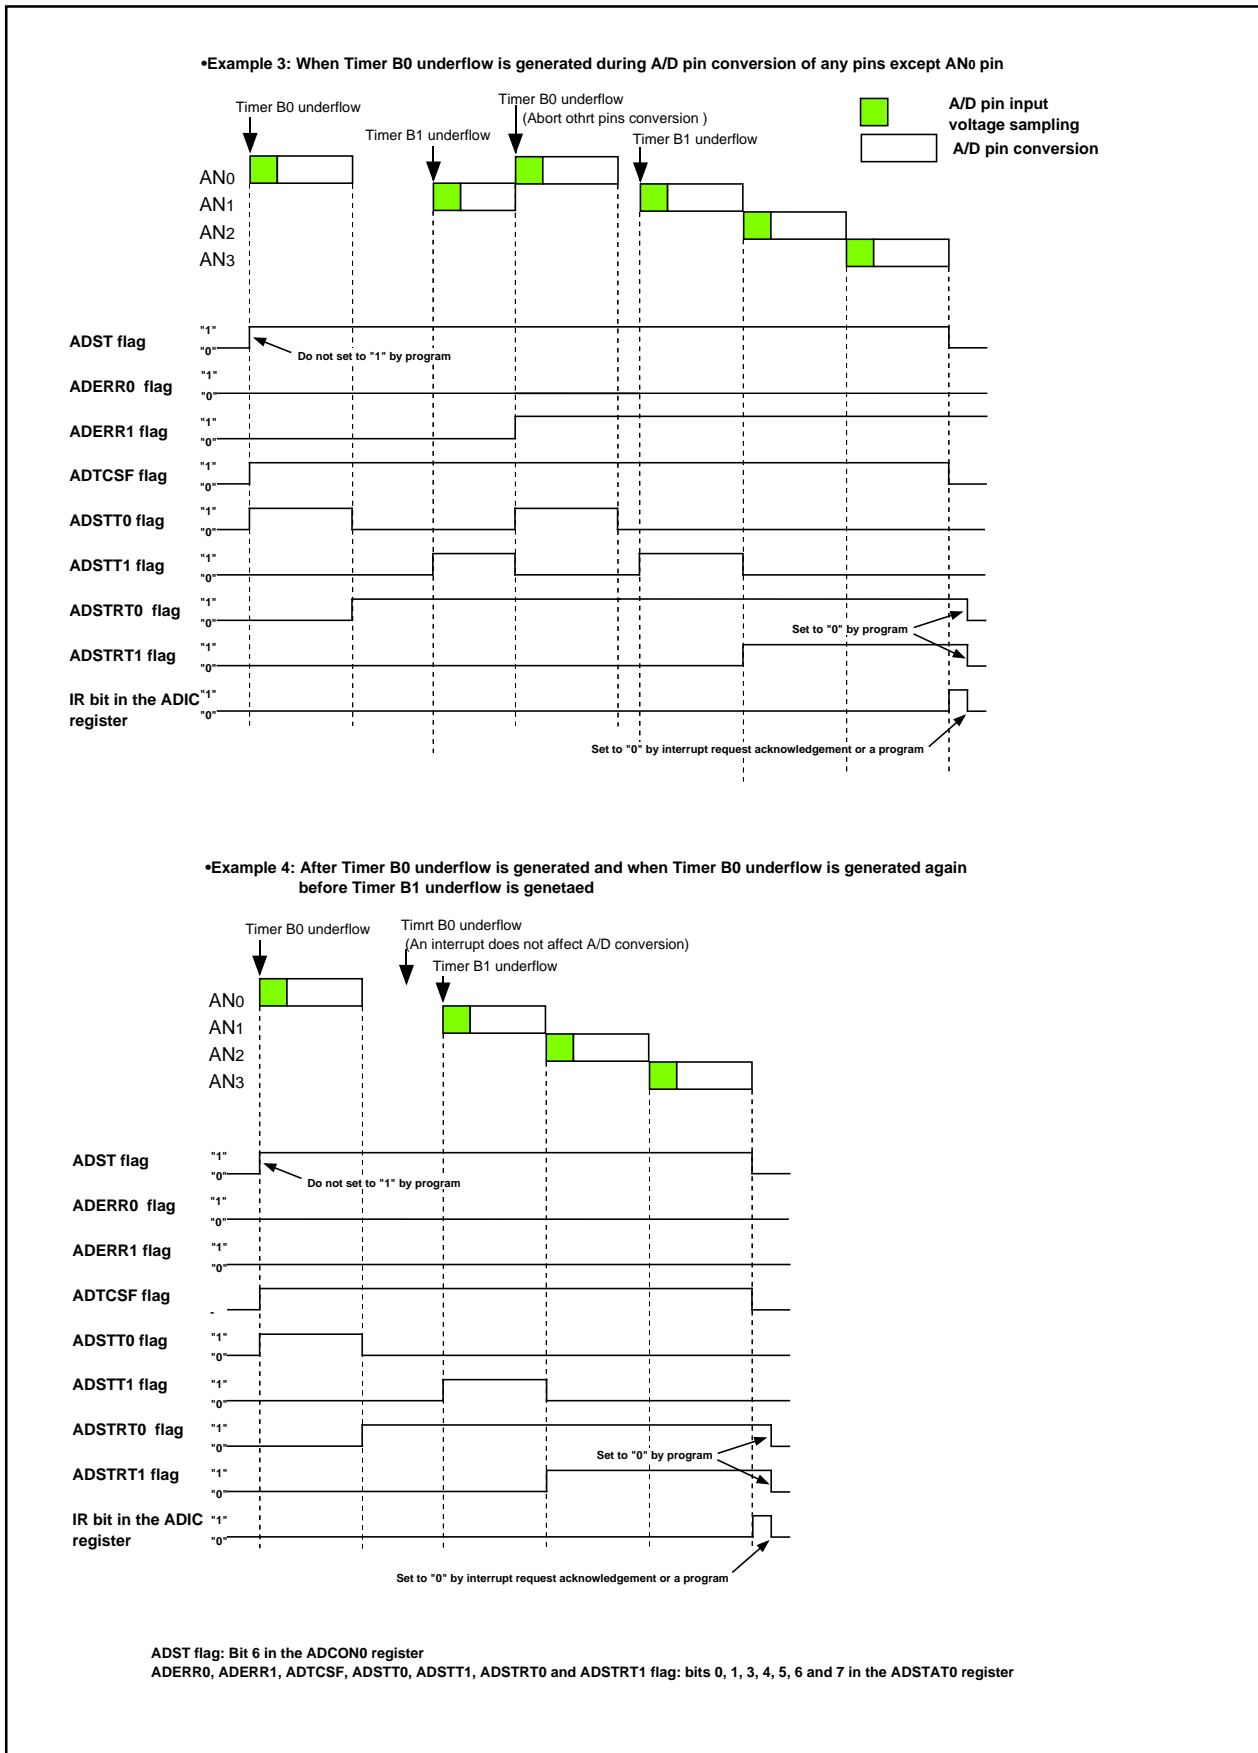 •Example 3: When Timer B0 underflow is generated during A/D pin conversion of any pins except AN0 pin
Timer B0 underflow
Timer B1 underflow
Timer B0 underflow
(Abort othrt pins conversion )
Timer B1 underflow
A/D pin input
voltage sampling
A/D pin conversion
AN0
AN1
AN2
AN3
ADST flag
"1"
"0"
Do not set to "1" by program
ADERR0 flag
"1"
"0"
ADERR1 flag
"1"
"0"
ADTCSF flag
"1"
"0"
ADSTT0 flag
"1"
"0"
ADSTT1 flag
"1"
"0"
ADSTRT0 flag
"1"
"0"
Set to "0" by program
ADSTRT1 flag
"1"
"0"
IR bit in the ADIC
register
"1"
"0"
Set to "0" by interrupt request acknowledgement or a program
•Example 4: After Timer B0 underflow is generated and when Timer B0 underflow is generated again
before Timer B1 underflow is genetaed
Timer B0 underflow
Timrt B0 underflow
(An interrupt does not affect A/D conversion)
Timer B1 underflow
AN0
AN1
AN2
AN3
ADST flag
"1"
"0"
Do not set to "1" by program
ADERR0 flag
"1"
"0"
ADERR1 flag
"1"
"0"
ADTCSF flag
-
ADSTT0 flag
"1"
"0"
ADSTT1 flag
"1"
"0"
ADSTRT0 flag
"1"
"0"
Set to "0" by program
ADSTRT1 flag
"1"
"0"
IR bit in the ADIC
register
"1"
"0"
Set to "0" by interrupt request acknowledgement or a program
ADST flag: Bit 6 in the ADCON0 register
ADERR0, ADERR1, ADTCSF, ADSTT0, ADSTT1, ADSTRT0 and ADSTRT1 flag: bits 0, 1, 3, 4, 5, 6 and 7 in the ADSTAT0 register